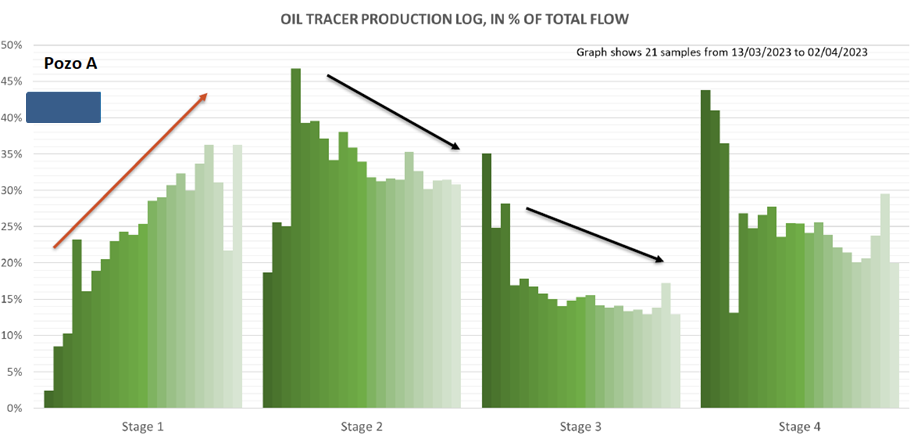 OIL TRACER PRODUCTION LOG, IN % OF TOTAL FLOW
Graph shows 21 samples from 13/03/2023 to 02/04/2023
Pozo A
50%
45%
40%
35%
30%
25%
20%
15%
10%
5%
0%
Stage 1 Stage 2 Stage 3 Stage 4